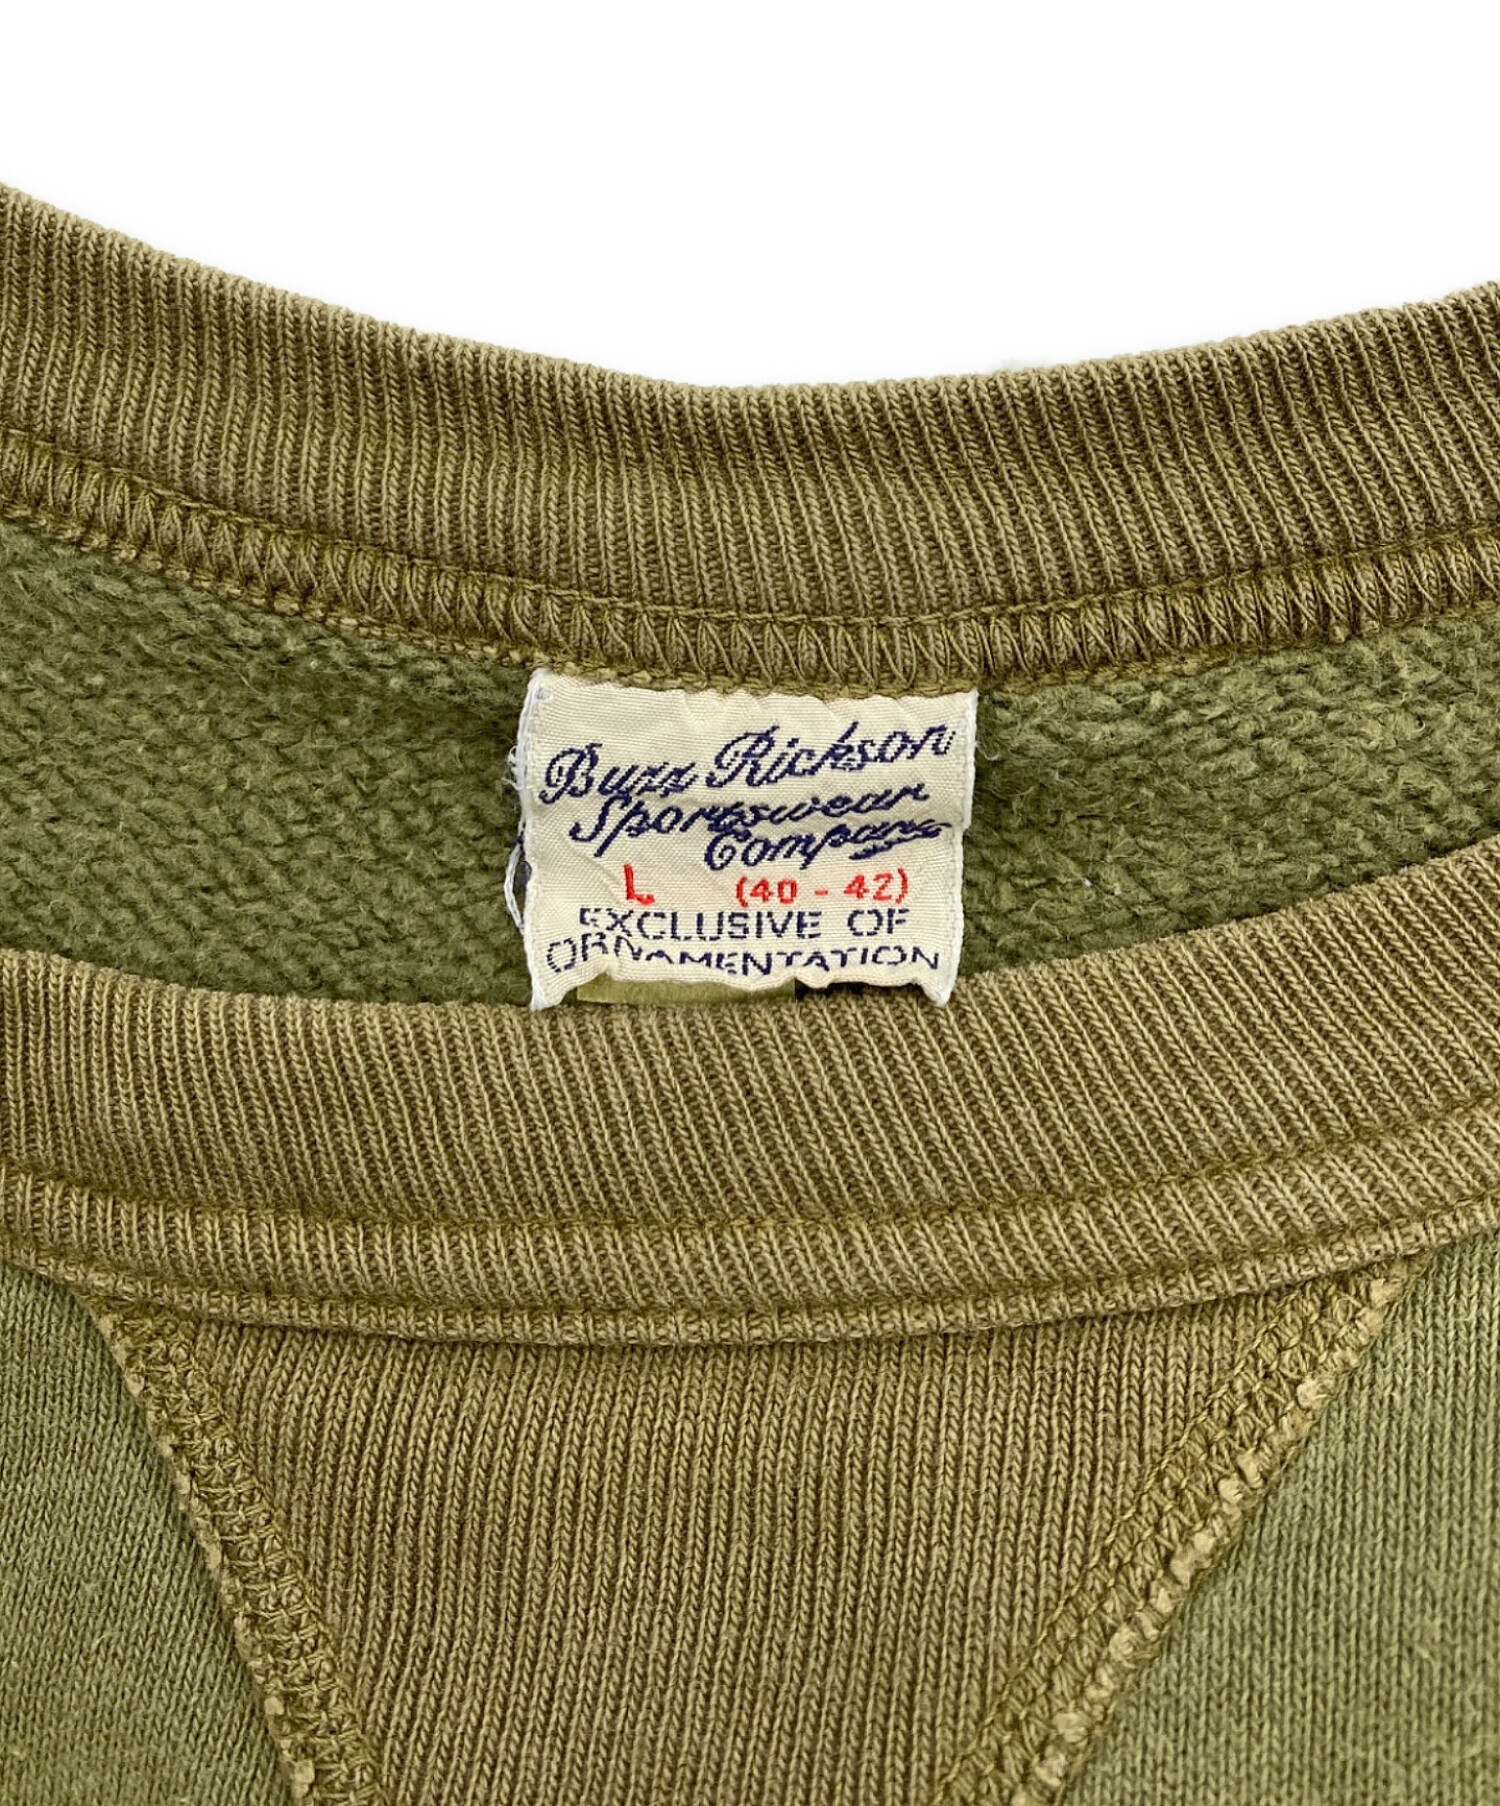 Buzz Rickson
Sportswear
Company
L (40 - 42)
EXCLUSIVE OF
ORNAMENTATION